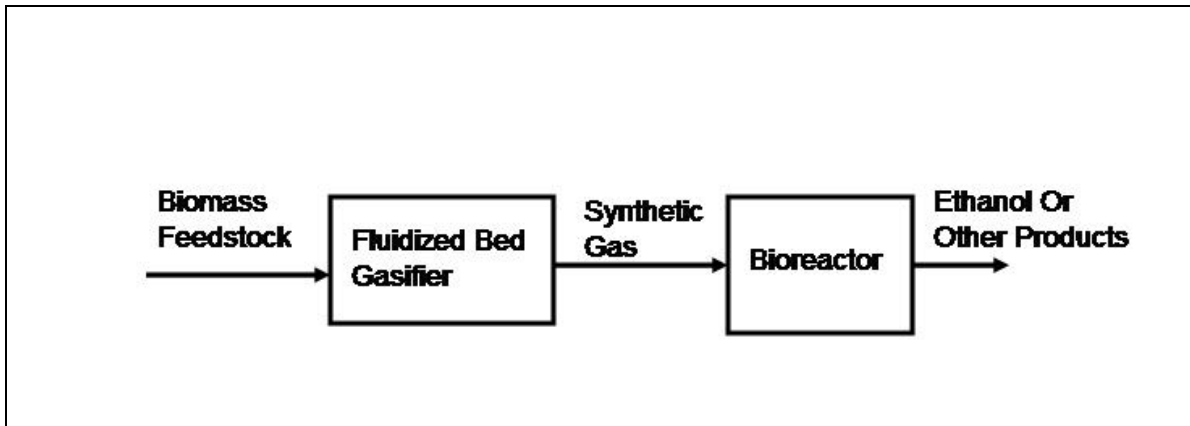 Biomass
Feedstock
Fluidized Bed
Gasifier
Synthetic
Gas
Bioreactor
Ethanol Or
Other Products